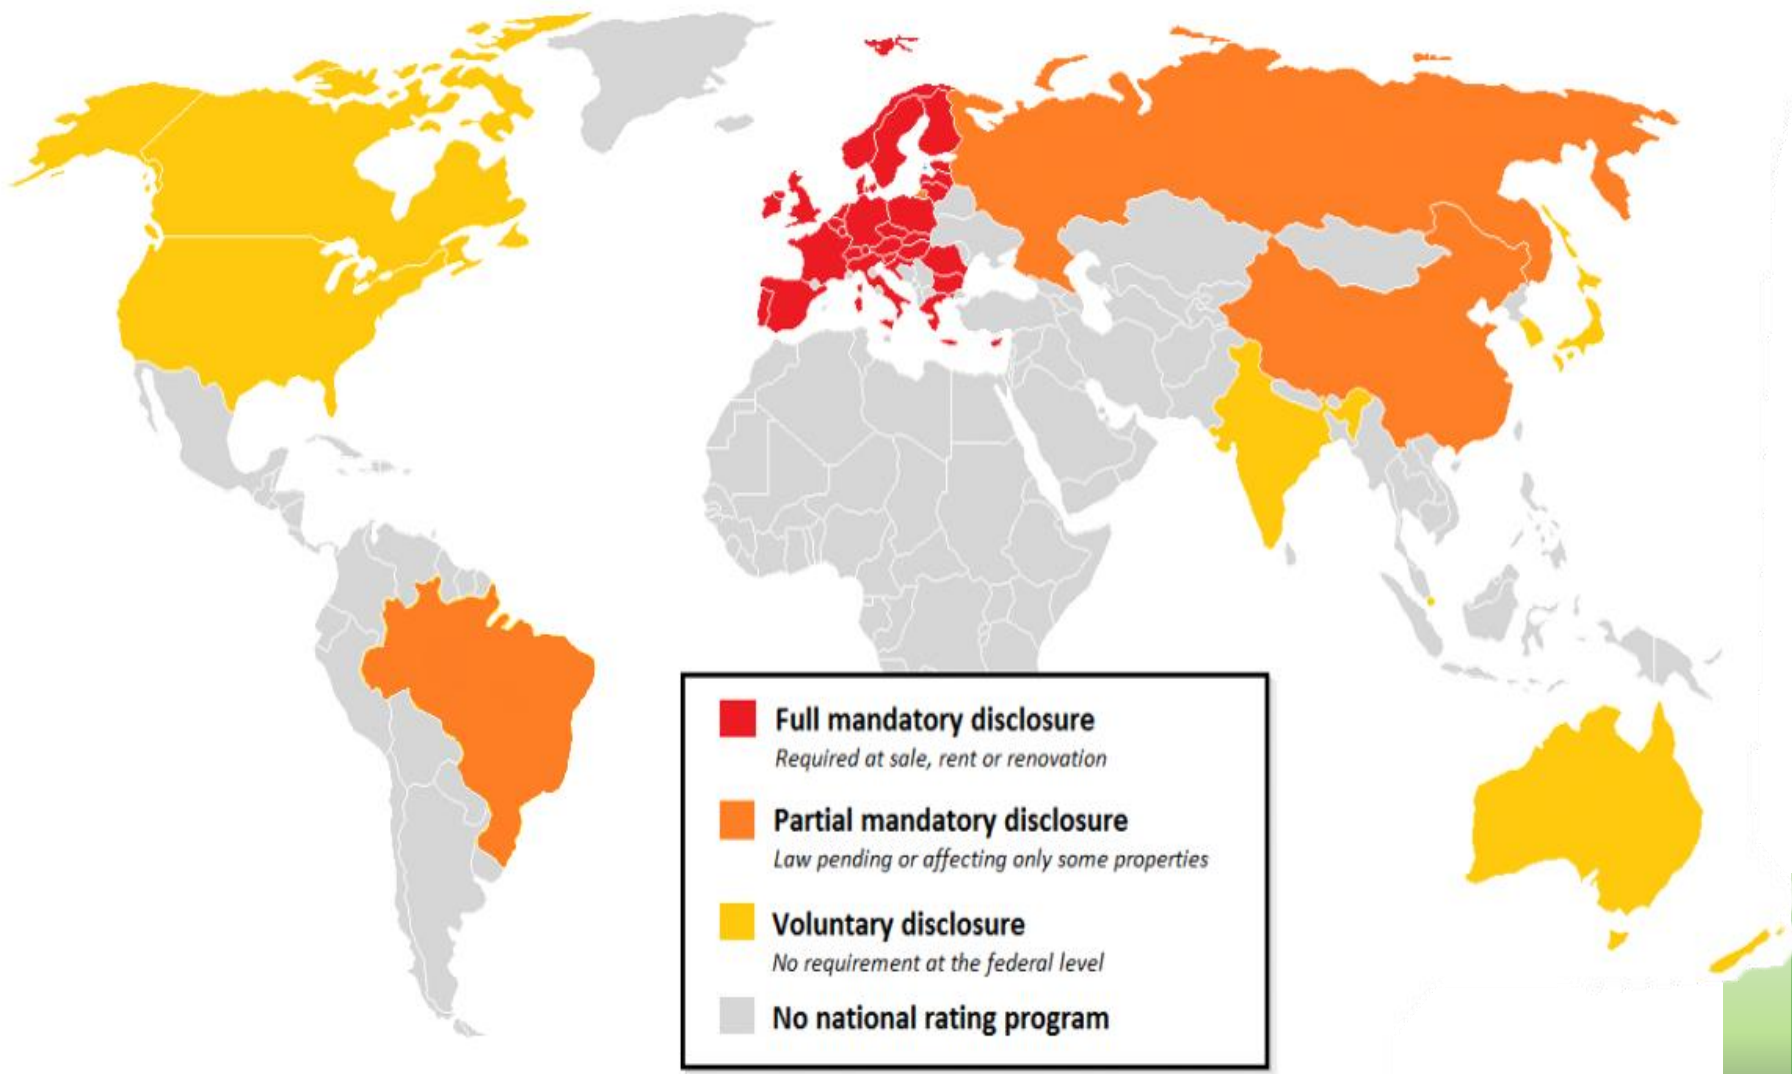 Full mandatory disclosure
Required at sale, rent or renovation
Partial mandatory disclosure
Law pending or affecting only some properties
Voluntary disclosure
No requirement at the federal level
No national rating program